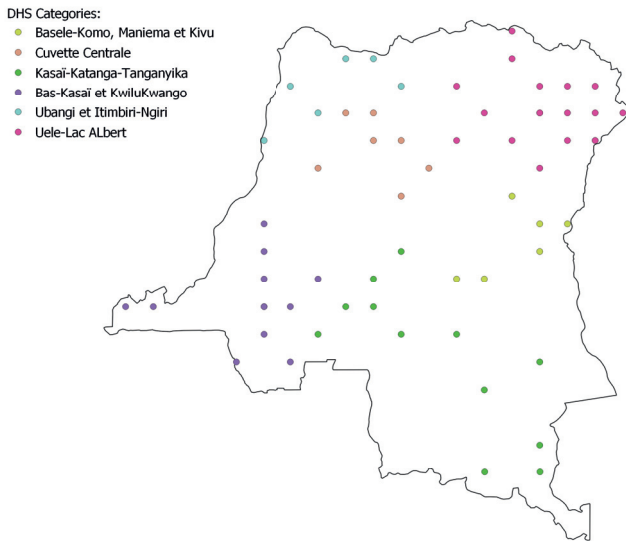 DHS Categories:
Basele-Komo, Maniema et Kivu
Cuvette Centrale
Kasaï-Katanga-Tanganyika
Bas-Kasaï et KwiluKwango
Ubangi et Itimbiri-Ngiri
Uele-Lac ALbert